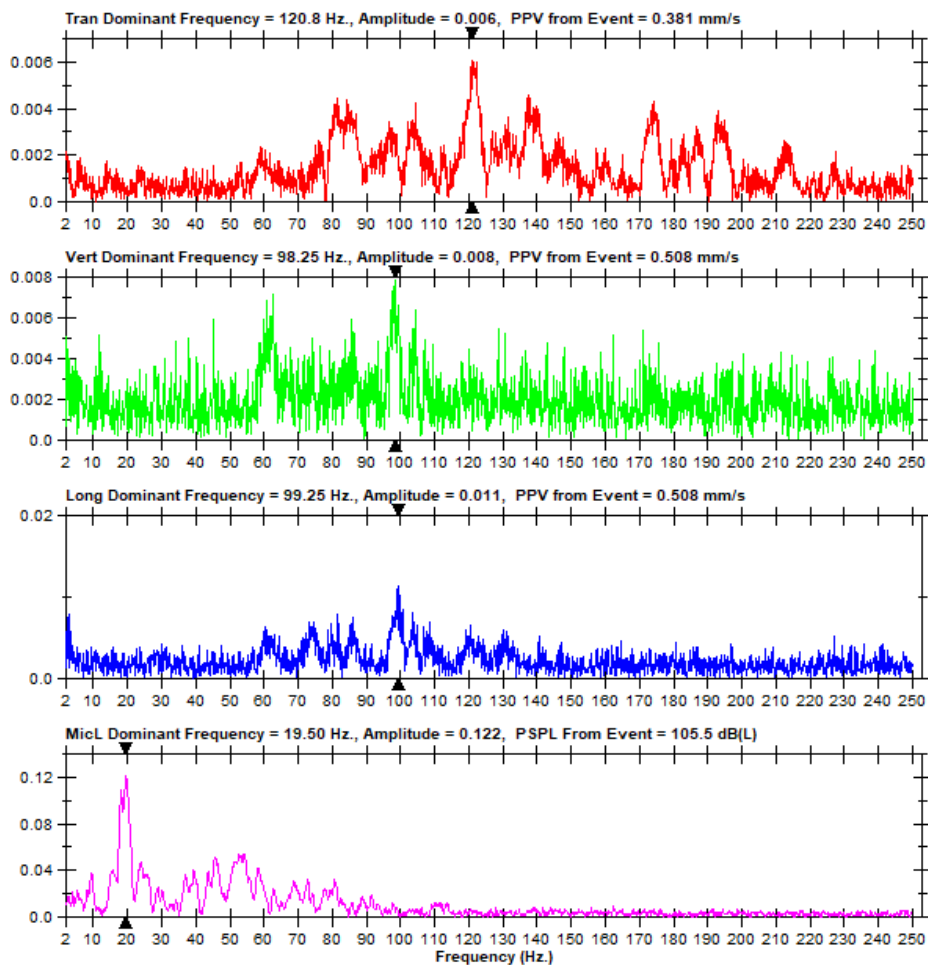 Tran Dominant Frequency = 120.8 Hz., Amplitude = 0.006, PPV from Event = 0.381 mm/s
0.006
0.004
0.002
0.0
2 10 20 30 40 50 60 70 80 90 100 110 120 130 140 150 160 170 180 190 200 210 220 230 240 250
Vert Dominant Frequency = 98.25 Hz., Amplitude = 0.008, PPV from Event = 0.508 mm/s
0.008
0.006
0.004
0.002
0.0
2 10 20 30 40 50 60 70 80 90 100 110 120 130 140 150 160 170 180 190 200 210 220 230 240 250
Long Dominant Frequency = 99.25 Hz., Amplitude = 0.011, PPV from Event = 0.508 mm/s
0.02
0.0
2 10 20 30 40 50 60 70 80 90 100 110 120 130 140 150 160 170 180 190 200 210 220 230 240 250
MicL Dominant Frequency = 19.50 Hz., Amplitude = 0.122, PSPL From Event = 105.5 dB(L)
0.12
0.08
0.04
0.0
2 10 20 30 40 50 60 70 80 90 100 110 120 130 140 150 160 170 180 190 200 210 220 230 240 250
Frequency (Hz.)